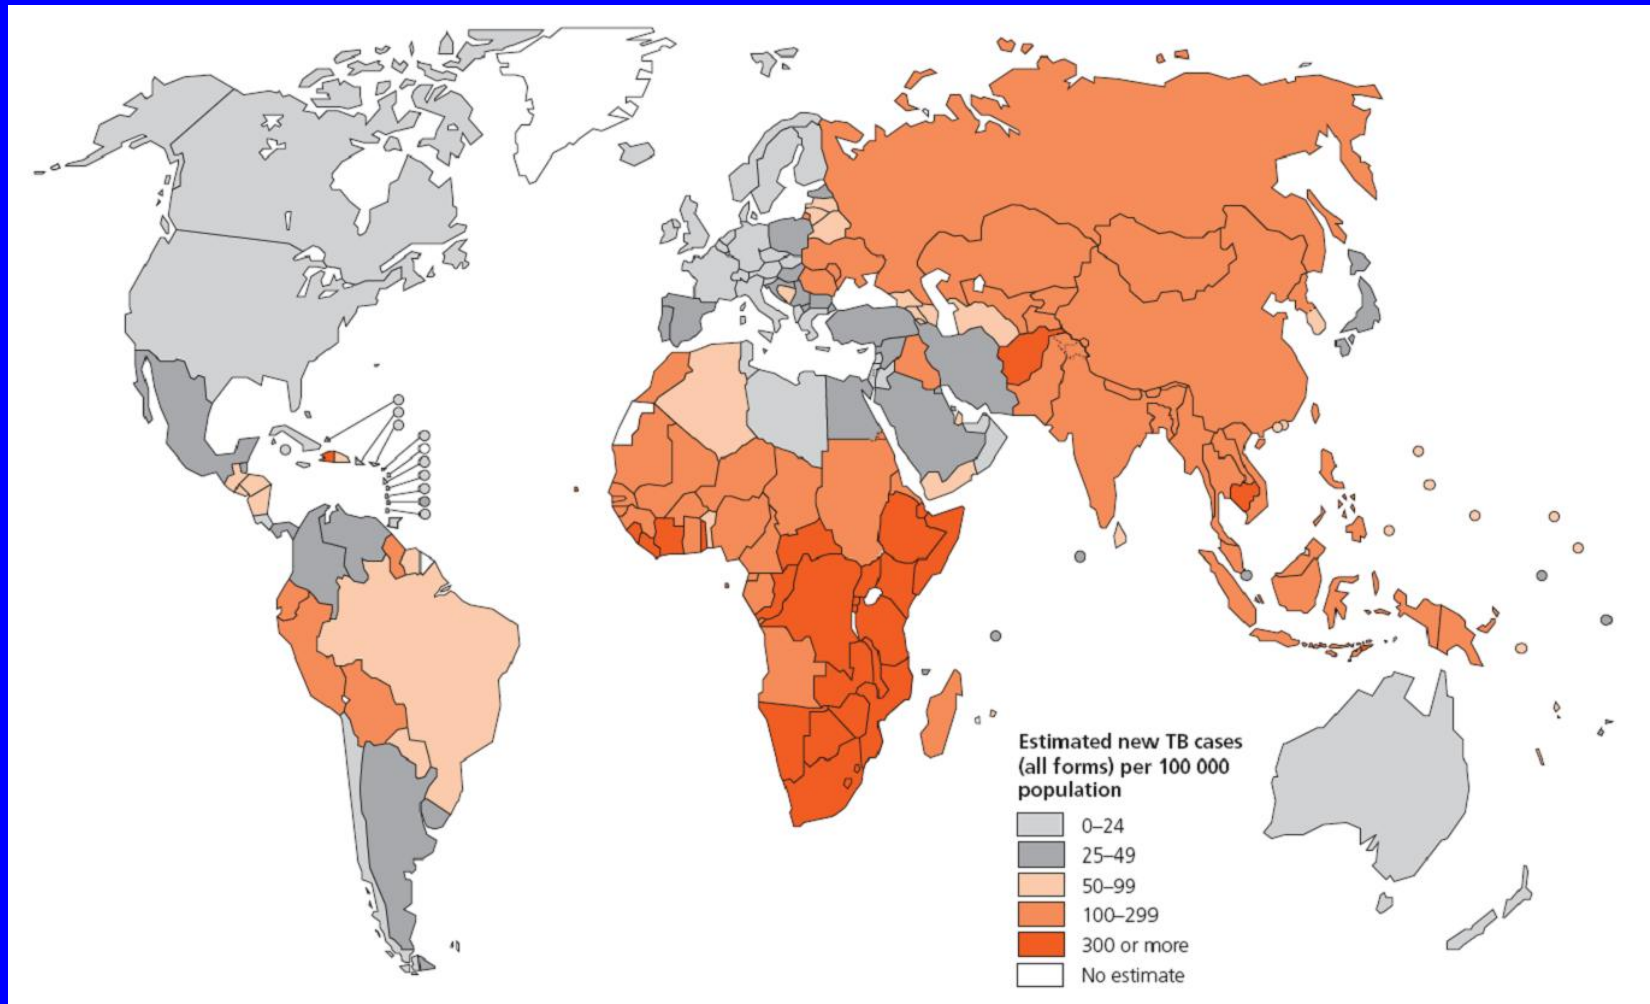 Estimated new TB cases
(all forms) per 100 000
population
0–24
25–49
50–99
100–299
300 or more
No estimate